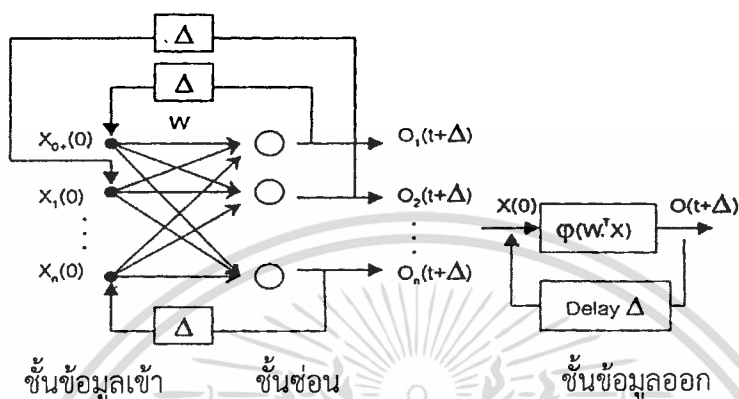 Δ
Δ
W
X₀₊(0)
O₁(t+Δ)
X₁(0)
O₂(t+Δ)
X(0)
φ(W.ᵀX)
O(t+Δ)
Xₙ(0)
Oₙ(t+Δ)
Delay Δ
Δ
ชั้นข้อมูลเข้า
ชั้นซ่อน
ชั้นข้อมูลออก